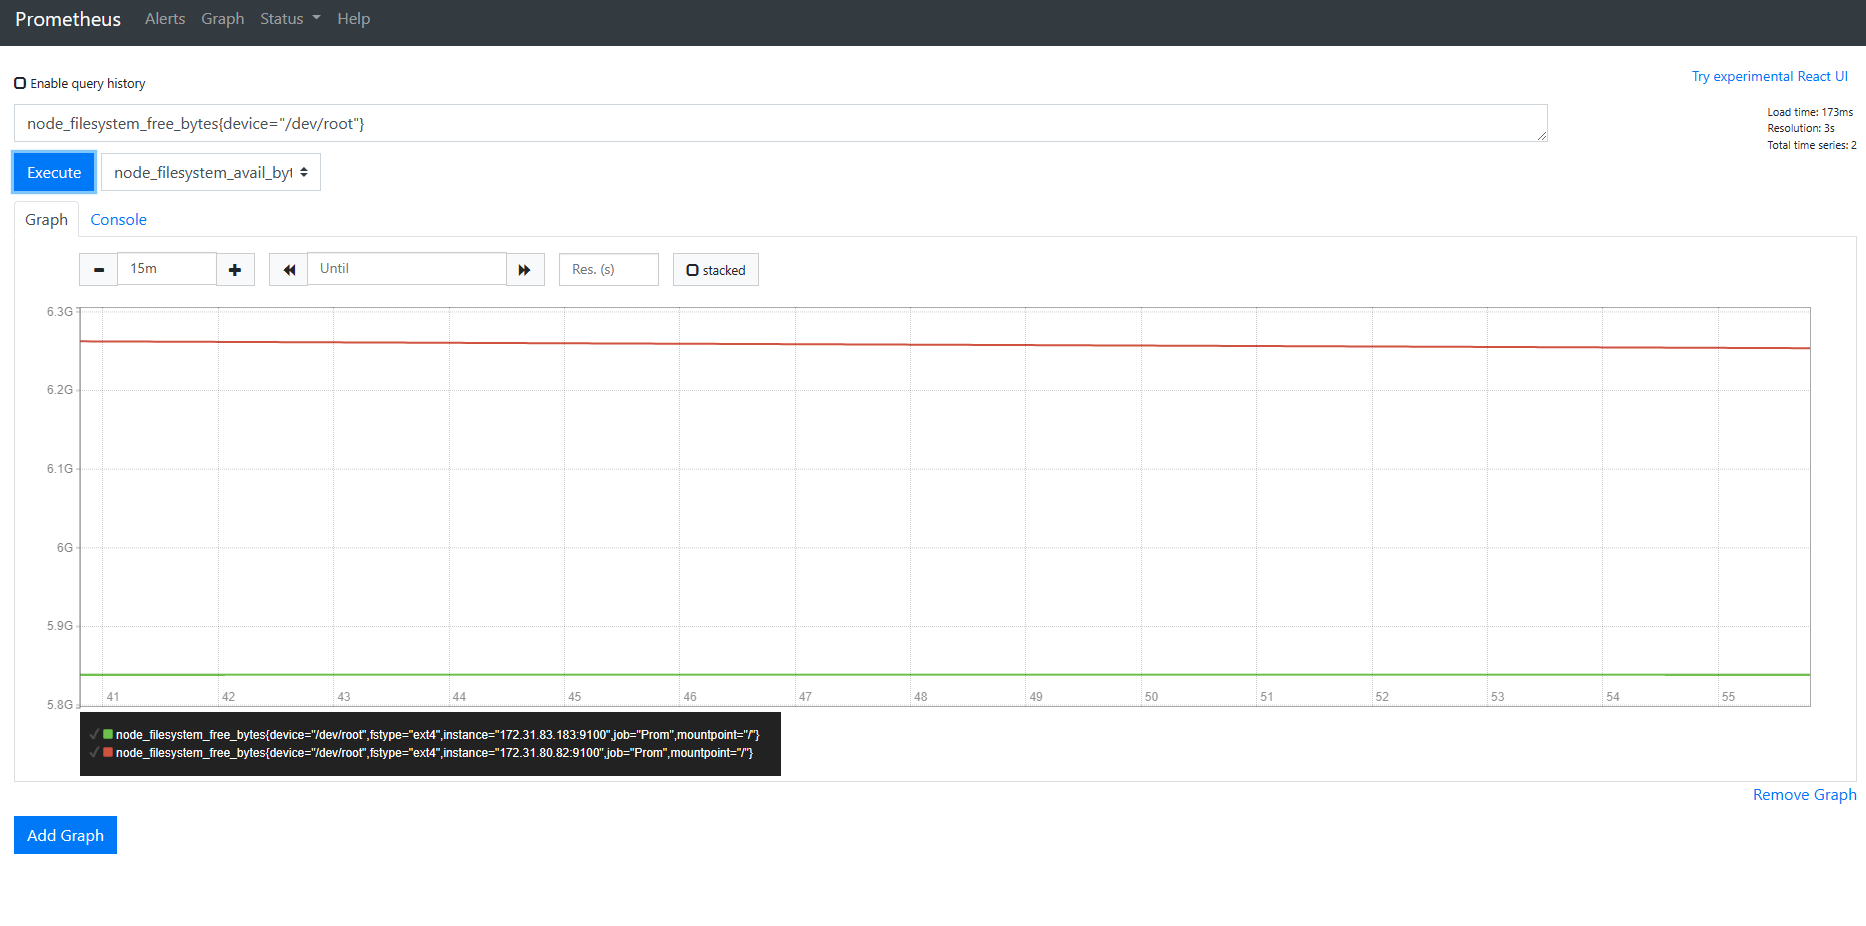 Prometheus Alerts Graph Status Help
Enable query history
Try experimental React UI
node_filesystem_free_bytes{device="/dev/root"}
Load time: 173ms
Resolution: 3s
Total time series: 2
Execute node_filesystem_avail_byt
Graph Console
15m Until Res. (s) stacked
6.3G
6.2G
6.1G
6G
5.9G
5.8G
41 42 43 44 45 46 47 48 49 50 51 52 53 54 55
node_filesystem_free_bytes{device="/dev/root",fstype="ext4",instance="172.31.83.183:9100",job="Prom",mountpoint="/"}
node_filesystem_free_bytes{device="/dev/root",fstype="ext4",instance="172.31.80.82:9100",job="Prom",mountpoint="/"}
Remove Graph
Add Graph